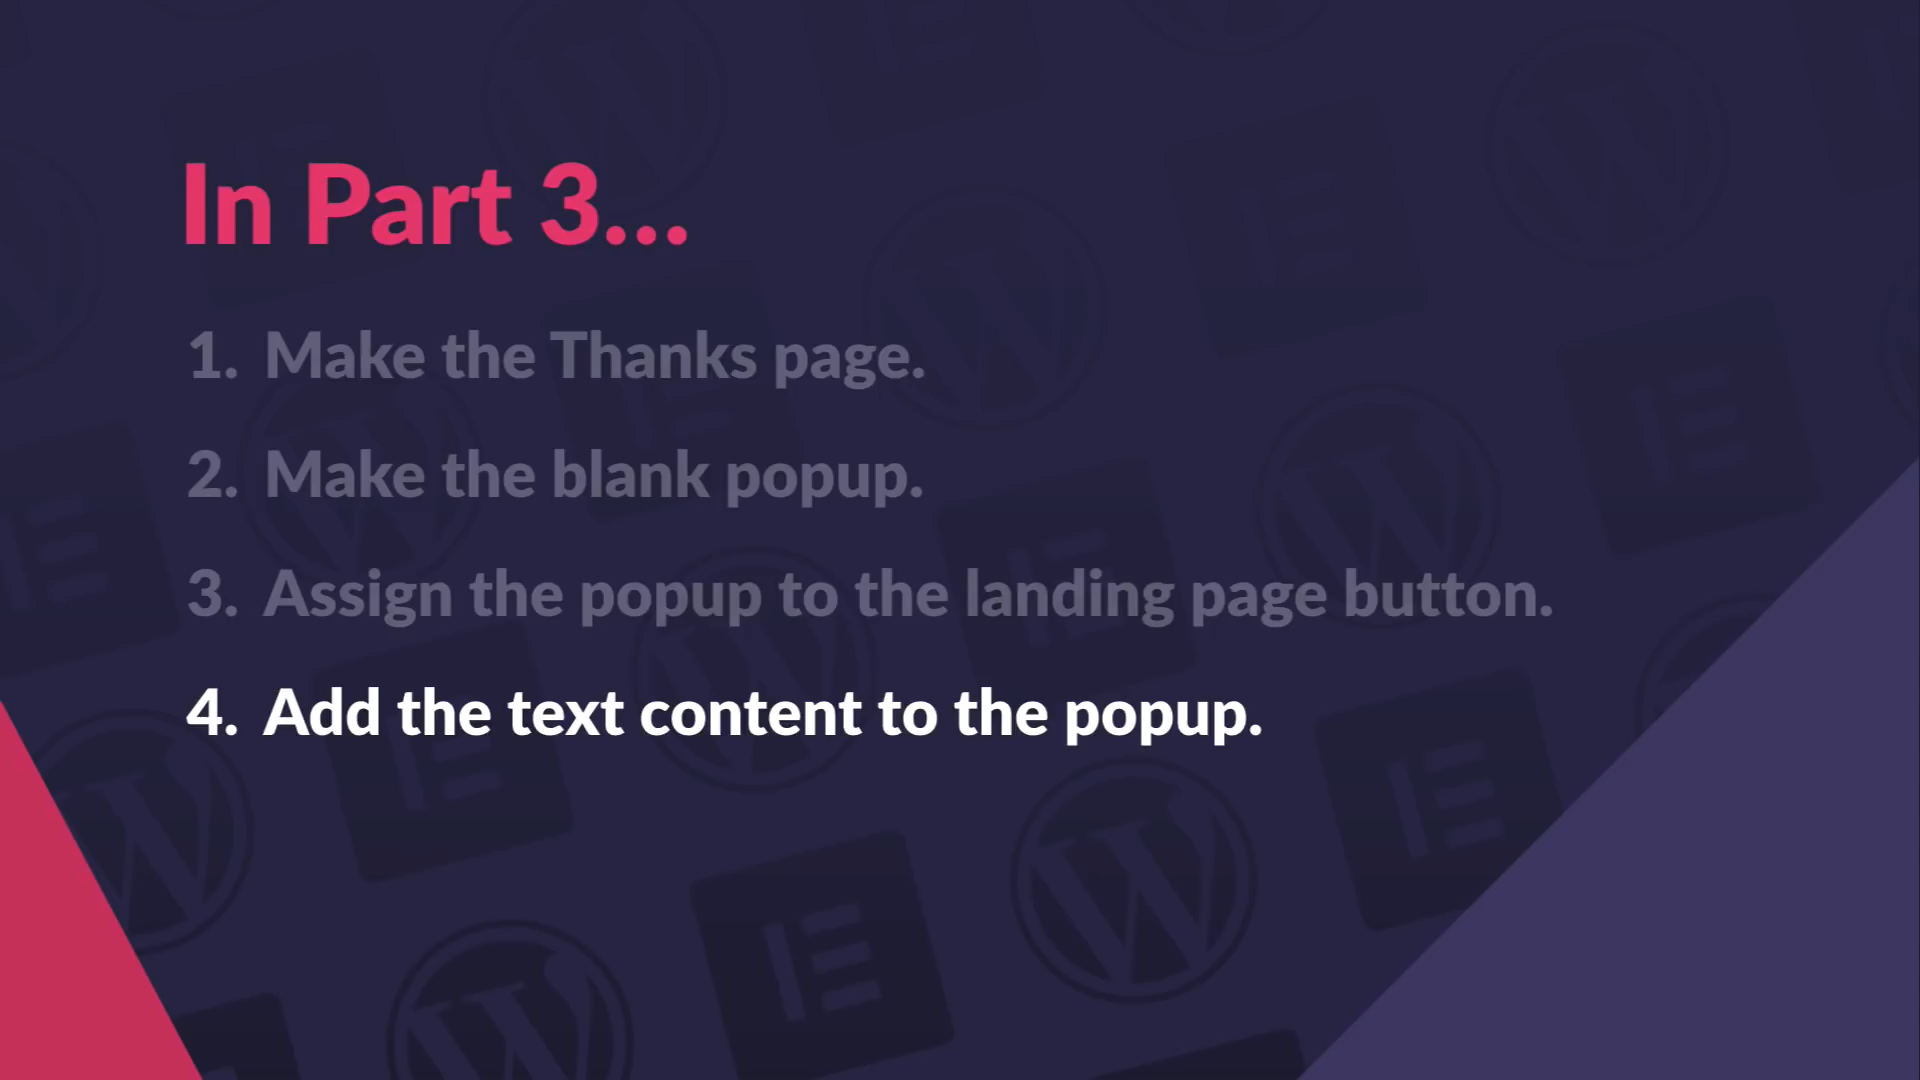 In Part 3...
1. Make the Thanks page.
2. Make the blank popup.
3. Assign the popup to the landing page button.
4. Add the text content to the popup.